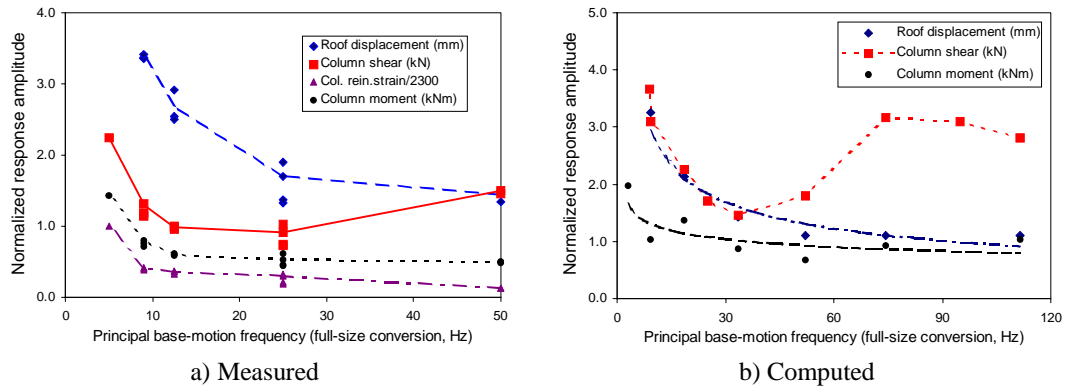 4.0
3.0
2.0
1.0
0.0
Normalized response amplitude
Roof displacement (mm)
Column shear (kN)
Col. rein.strain/2300
Column moment (kNm)
0 10 20 30 40 50
Principal base-motion frequency (full-size conversion, Hz)
a) Measured
5.0
4.0
3.0
2.0
1.0
0.0
Normalized response amplitude
Roof displacement (mm)
Column shear (kN)
Column moment (kNm)
0 30 60 90 120
Principal base-motion frequency (full-size conversion, Hz)
b) Computed